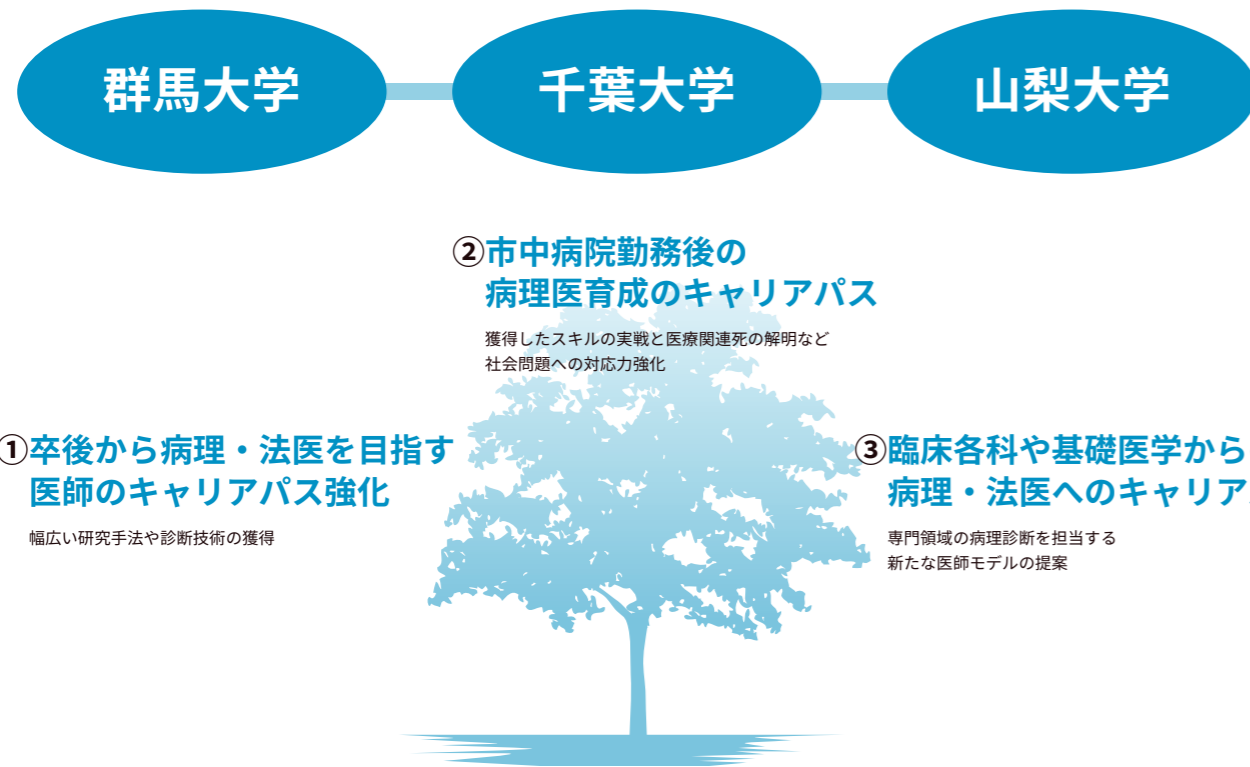 群馬大学
千葉大学
山梨大学
②市中病院勤務後の
病理医育成のキャリアパス
獲得したスキルの実戦と医療関連死の解明など
社会問題への対応力強化
①卒後から病理・法医を目指す
医師のキャリアパス強化
幅広い研究手法や診断技術の獲得
③臨床各科や基礎医学から
病理・法医へのキャリア
専門領域の病理診断を担当する
新たな医師モデルの提案